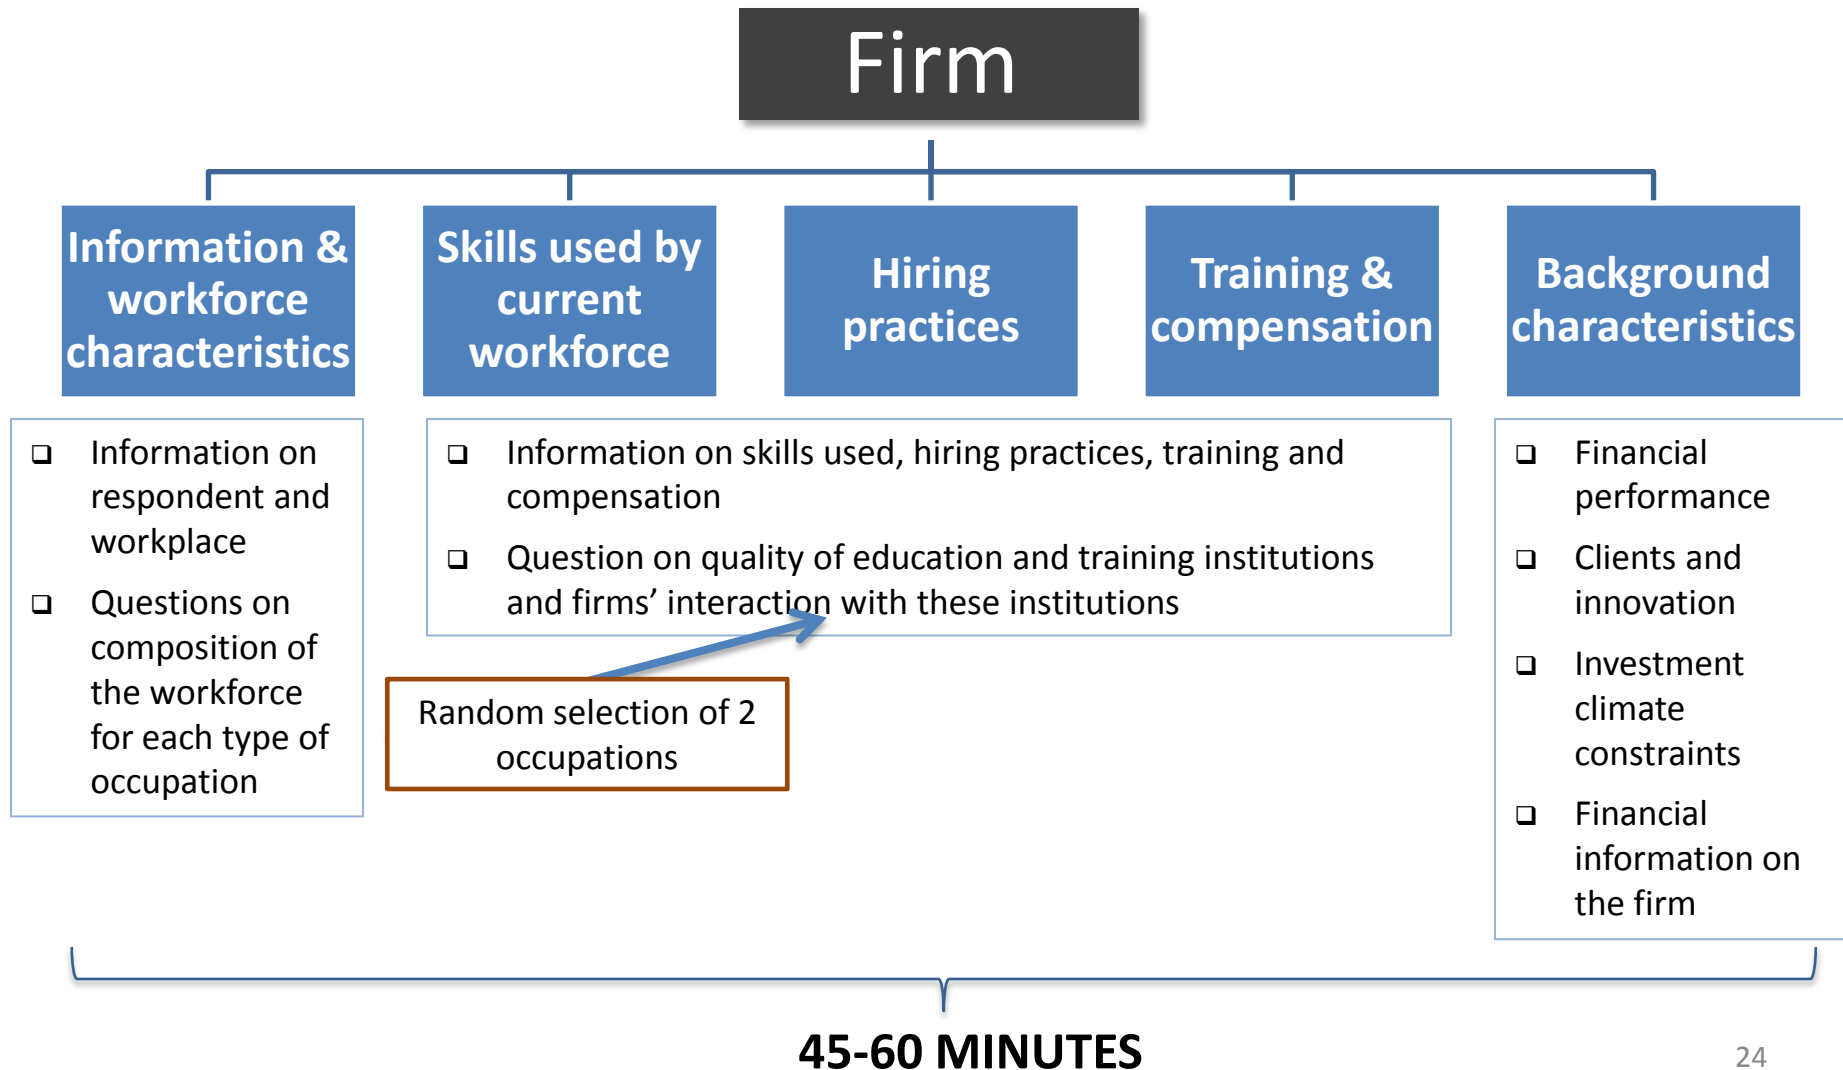 Firm
Information &
workforce
characteristics
Skills used by
current
workforce
Hiring
practices
Training &
compensation
Background
characteristics
❑ Information on
respondent and
workplace
❑ Questions on
composition of
the workforce
for each type of
occupation
❑ Information on skills used, hiring practices, training and
compensation
❑ Question on quality of education and training institutions
and firms’ interaction with these institutions
Random selection of 2
occupations
❑ Financial
performance
❑ Clients and
innovation
❑ Investment
climate
constraints
❑ Financial
information on
the firm
45-60 MINUTES
24